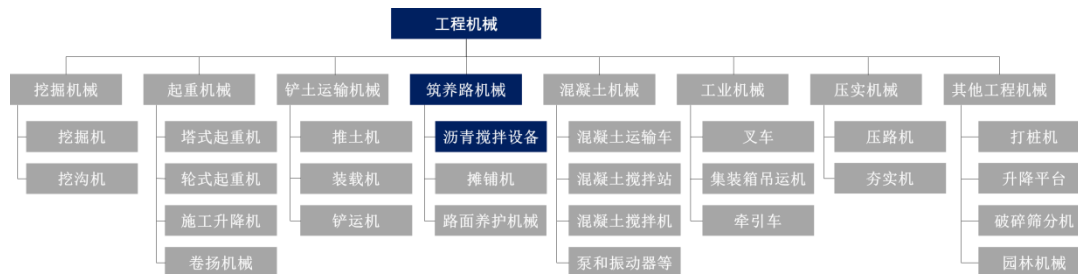 工程机械
挖掘机械
起重机械
铲土运输机械
筑养路机械
混凝土机械
工业机械
压实机械
其他工程机械
挖掘机
塔式起重机
推土机
沥青搅拌设备
混凝土运输车
叉车
压路机
打桩机
挖沟机
轮式起重机
装载机
摊铺机
混凝土搅拌站
集装箱吊运机
夯实机
升降平台
施工升降机
铲运机
路面养护机械
混凝土搅拌机
牵引车
破碎筛分机
卷扬机械
泵和振动器等
园林机械